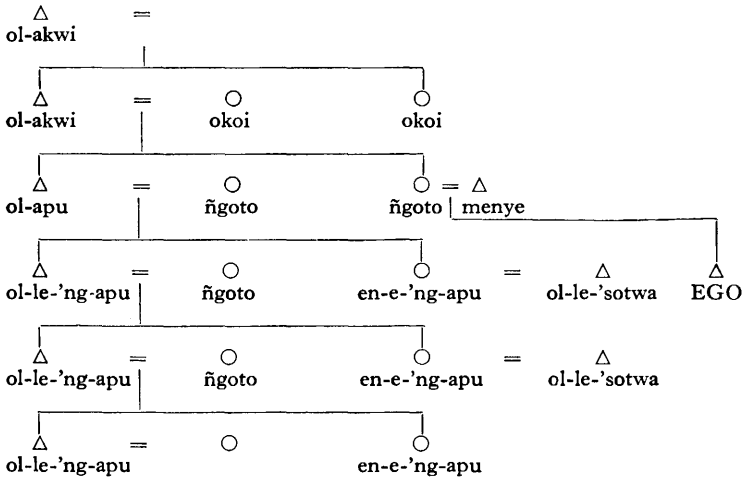 ol-akwi
ol-akwi okoi okoi
ol-apu ñgoto ñgoto menye
ol-le-'ng-apu ñgoto en-e-'ng-apu ol-le-'sotwa EGO
ol-le-'ng-apu ñgoto en-e-'ng-apu ol-le-'sotwa
ol-le-'ng-apu en-e-'ng-apu